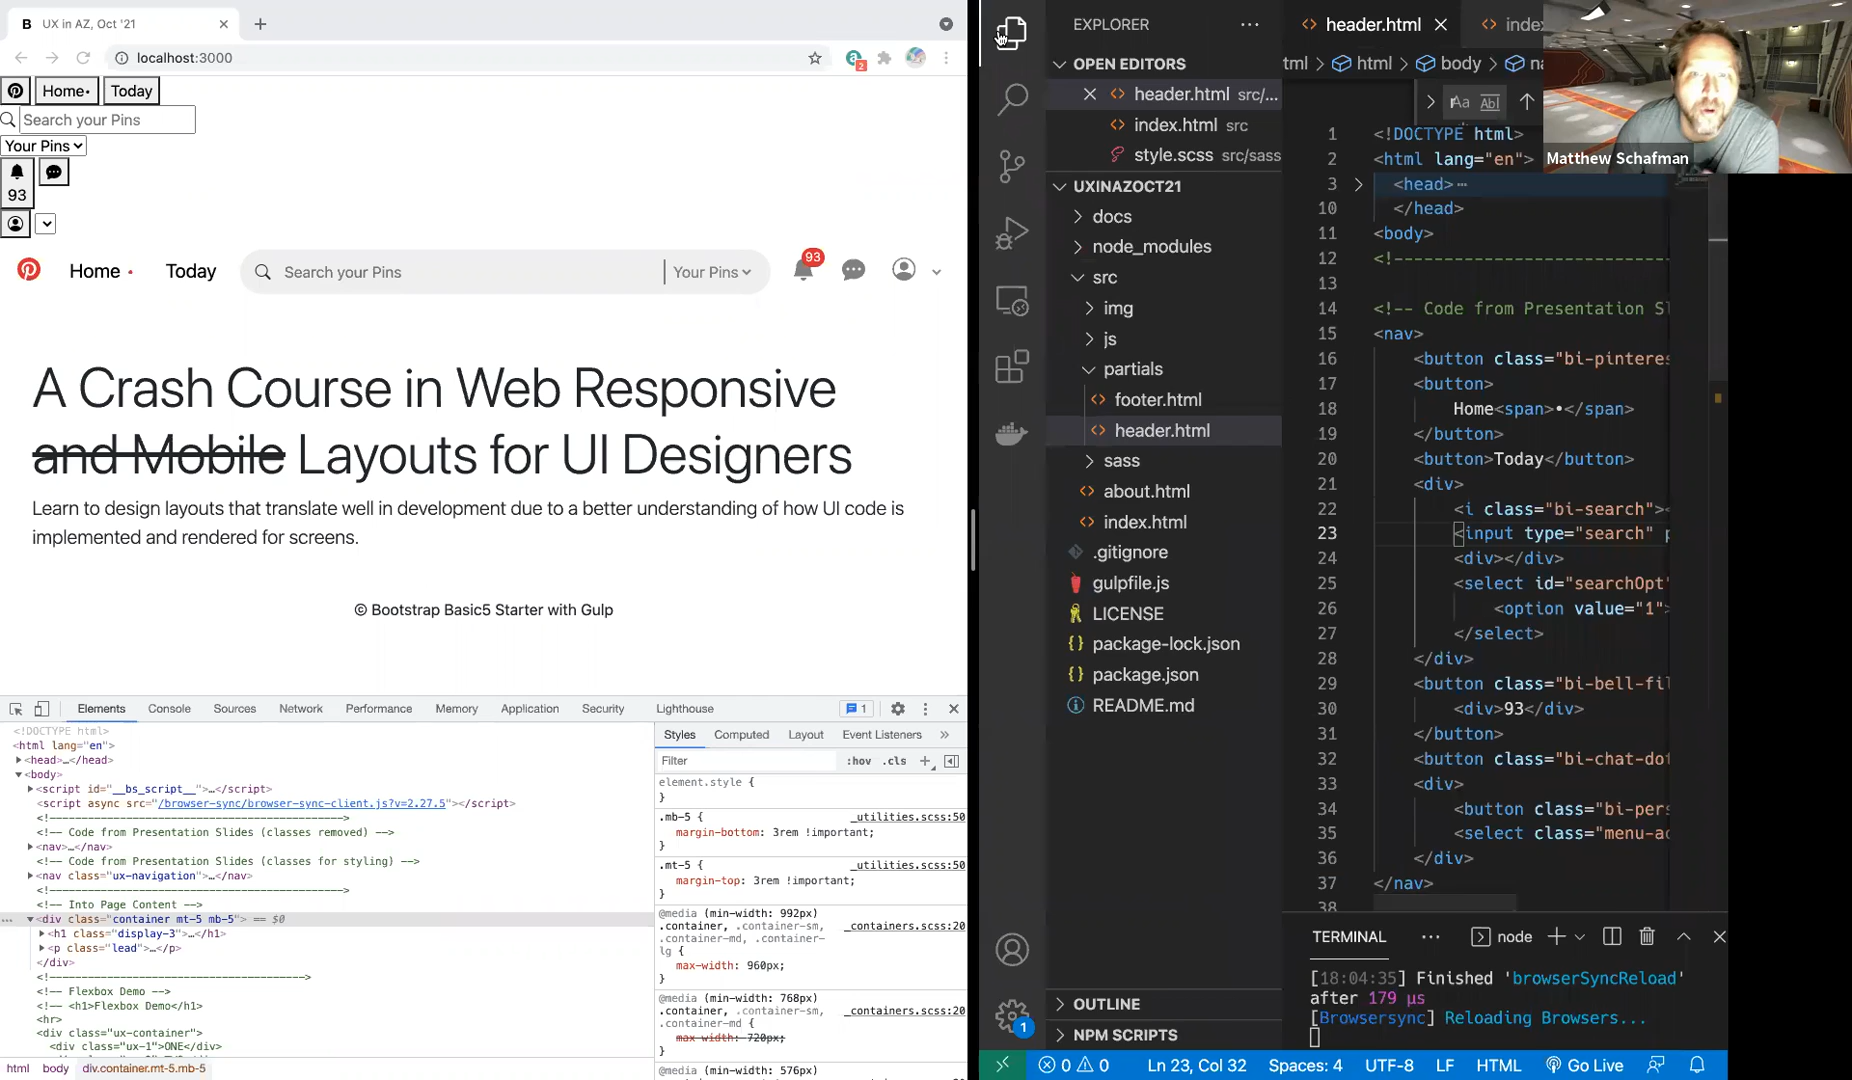 B UX in AZ, Oct '21
localhost:3000
2
Home•
Today
Search your Pins
Your Pins
93
Home •
Today
Search your Pins
Your Pins
93
A Crash Course in Web Responsive
and Mobile Layouts for UI Designers
Learn to design layouts that translate well in development due to a better understanding of how UI code is
implemented and rendered for screens.
© Bootstrap Basic5 Starter with Gulp
Elements Console Sources Network Performance Memory Application Security Lighthouse 1
<!DOCTYPE html>
<html lang="en">
<head>…</head>
<body>
<script id="__bs_script__">…</script>
<script async src="/browser-sync/browser-sync-client.js?v=2.27.5"></script>
<!-- Code from Presentation Slides (classes removed) -->
<nav>…</nav>
<!-- Code from Presentation Slides (classes for styling) -->
<nav class="ux-navigation">…</nav>
<!-- Into Page Content -->
<div class="container mt-5 mb-5"> == $0
<h1 class="display-3">…</h1>
<p class="lead">…</p>
</div>
<!-- Flexbox Demo -->
<!-- <h1>Flexbox Demo</h1>
<hr>
<div class="ux-container">
<div class="ux-1">ONE</div>
html body div.container.mt-5.mb-5
Styles Computed Layout Event Listeners »
Filter :hov .cls +
element.style {
}
.mb-5 { _utilities.scss:50
margin-bottom: 3rem !important;
}
.mt-5 { _utilities.scss:50
margin-top: 3rem !important;
}
@media (min-width: 992px)
.container, .container-sm, _containers.scss:20
.container-md, .container-
lg {
max-width: 960px;
}
@media (min-width: 768px)
.container, .container-sm, _containers.scss:20
.container-md {
max-width: 720px;
}
@media (min-width: 576px)
EXPLORER
OPEN EDITORS
header.html src/...
index.html src
style.scss src/sass
UXINAZOCT21
docs
node_modules
src
img
js
partials
footer.html
header.html
sass
about.html
index.html
.gitignore
gulpfile.js
LICENSE
package-lock.json
package.json
README.md
OUTLINE
NPM SCRIPTS
1
header.html
tml > html > body >
Aa Abl
Matthew Schafman
1 <!DOCTYPE html>
2 <html lang="en">
3 <head>…
10 </head>
11 <body>
12 <!----------------------------
13
14 <!-- Code from Presentation Sl
15 <nav>
16 <button class="bi-pinteres
17 <button>
18 Home<span>•</span>
19 </button>
20 <button>Today</button>
21 <div>
22 <i class="bi-search"><
23 <input type="search" p
24 <div></div>
25 <select id="searchOpt"
26 <option value="1">
27 </select>
28 </div>
29 <button class="bi-bell-fil
30 <div>93</div>
31 </button>
32 <button class="bi-chat-dot
33 <div>
34 <button class="bi-pers
35 <select class="menu-ac
36 </div>
37 </nav>
38
TERMINAL ... node
[18:04:35] Finished 'browserSyncReload'
after 179 μs
[Browsersync] Reloading Browsers...
0 0 Ln 23, Col 32 Spaces: 4 UTF-8 LF HTML Go Live